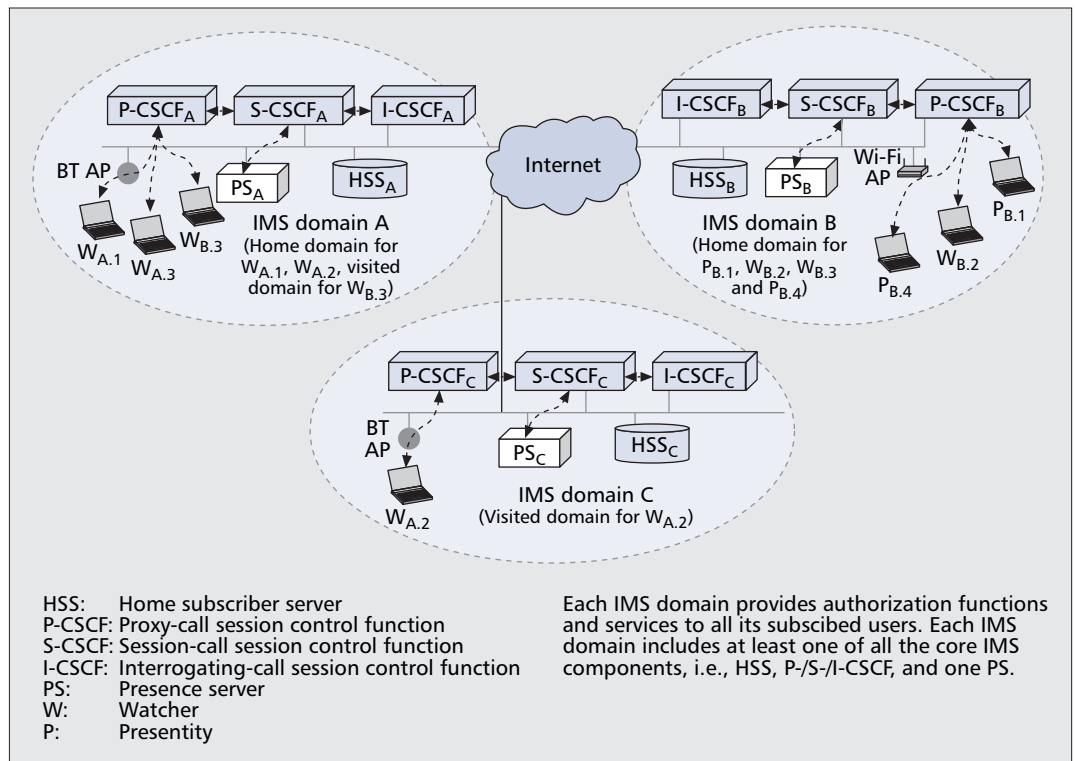 P-CSCFA
S-CSCFA
I-CSCFA
BT AP
PSA
HSSA
WA.1
WA.3
WB.3
IMS domain A
(Home domain for
WA.1, WA.2, visited
domain for WB.3)
Internet
I-CSCFB
S-CSCFB
P-CSCFB
HSSB
PSB
Wi-Fi
AP
PB.1
WB.2
PB.4
IMS domain B
(Home domain for
PB.1, WB.2, WB.3
and PB.4)
P-CSCFC
S-CSCFC
I-CSCFC
BT
AP
PSC
HSSC
WA.2
IMS domain C
(Visited domain for WA.2)
HSS: Home subscriber server
P-CSCF: Proxy-call session control function
S-CSCF: Session-call session control function
I-CSCF: Interrogating-call session control function
PS: Presence server
W: Watcher
P: Presentity
Each IMS domain provides authorization functions
and services to all its subscibed users. Each IMS
domain includes at least one of all the core IMS
components, i.e., HSS, P-/S-/I-CSCF, and one PS.